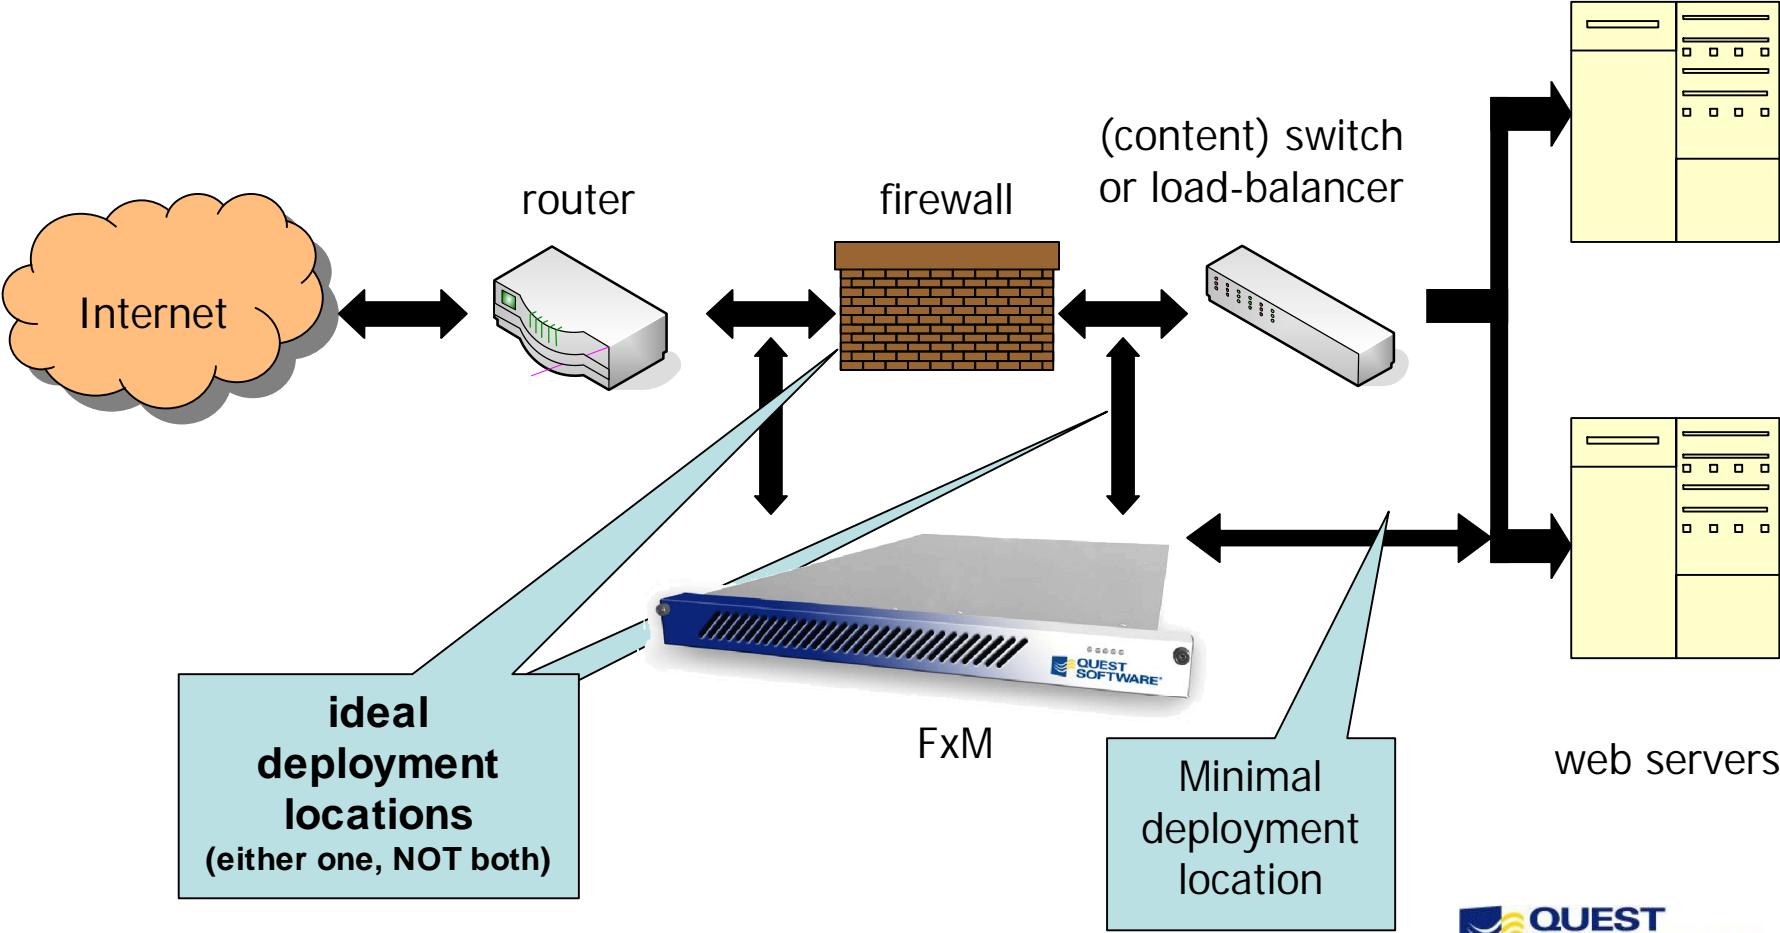 (content) switch
or load-balancer
router
firewall
Internet
QUEST
SOFTWARE
FxM
ideal
deployment
locations
(either one, NOT both)
Minimal
deployment
location
web servers
QUEST